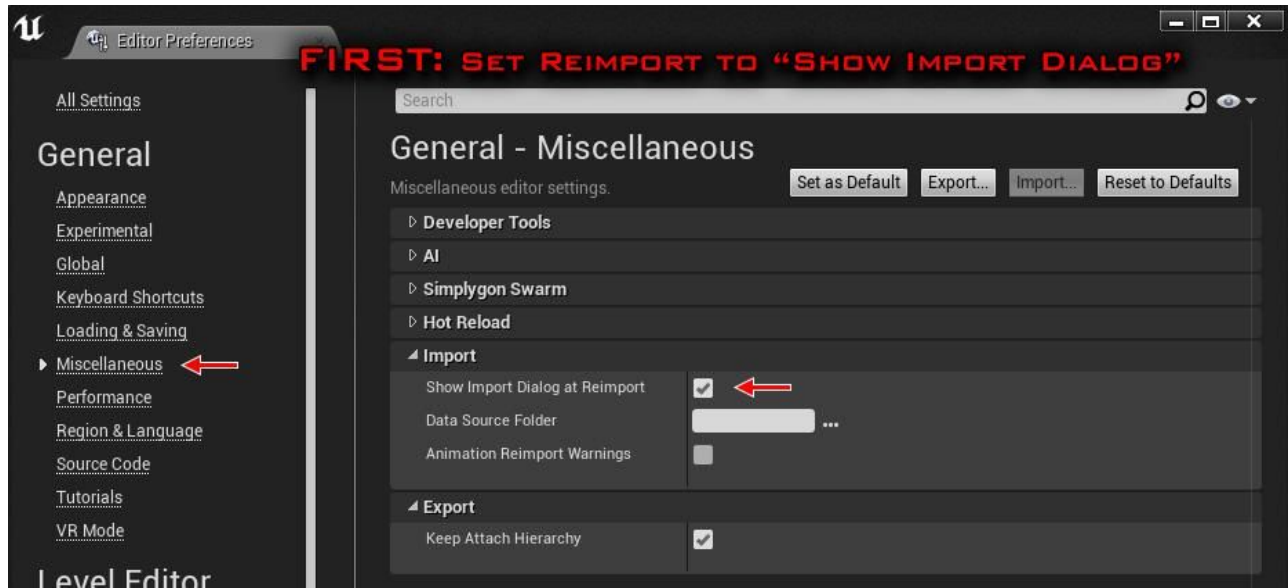 Editor Preferences
FIRST: SET REIMPORT TO “SHOW IMPORT DIALOG”
All Settings
General
Appearance
Experimental
Global
Keyboard Shortcuts
Loading & Saving
Miscellaneous
Performance
Region & Language
Source Code
Tutorials
VR Mode
Level Editor
Search
General - Miscellaneous
Miscellaneous editor settings.
Set as Default Export... Import... Reset to Defaults
Developer Tools
AI
Simplygon Swarm
Hot Reload
Import
Show Import Dialog at Reimport
Data Source Folder ...
Animation Reimport Warnings
Export
Keep Attach Hierarchy